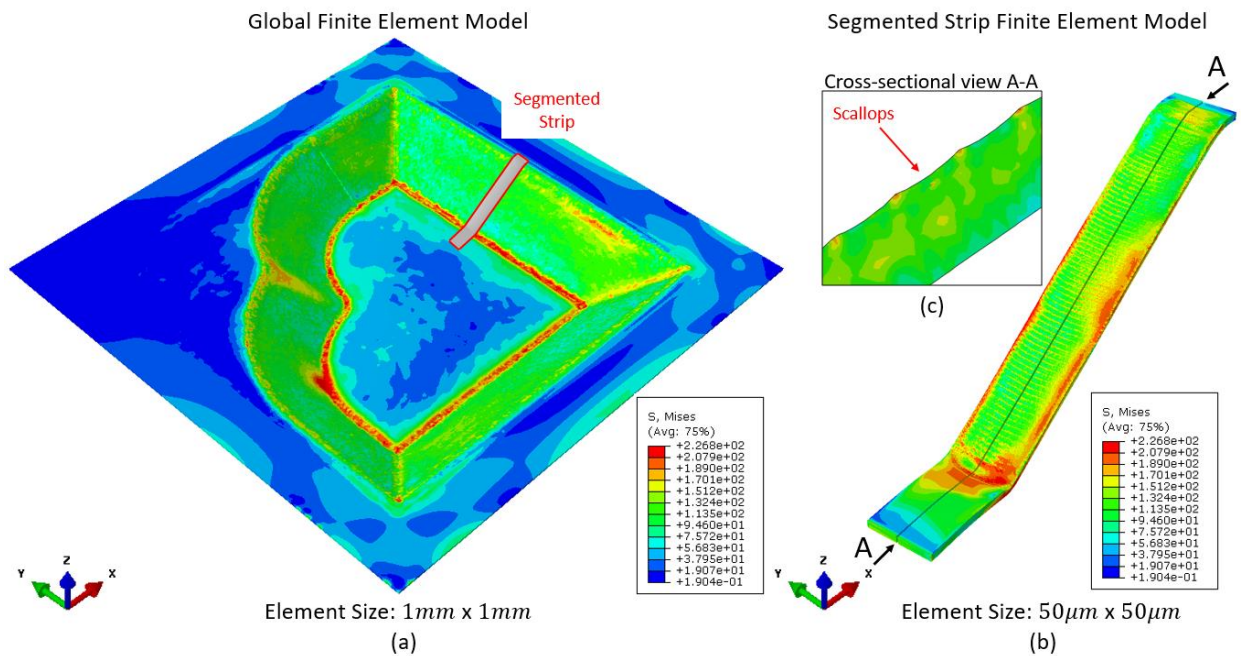 Global Finite Element Model
Segmented
Strip
S, Mises
(Avg: 75%)
+2.268e+02
+2.079e+02
+1.890e+02
+1.701e+02
+1.512e+02
+1.324e+02
+1.135e+02
+9.460e+01
+7.572e+01
+5.683e+01
+3.795e+01
+1.907e+01
+1.904e-01
Z
Y
X
Element Size: 1mm x 1mm
(a)
Segmented Strip Finite Element Model
Cross-sectional view A-A
Scallops
(c)
A
A
S, Mises
(Avg: 75%)
+2.268e+02
+2.079e+02
+1.890e+02
+1.701e+02
+1.512e+02
+1.324e+02
+1.135e+02
+9.460e+01
+7.572e+01
+5.683e+01
+3.795e+01
+1.907e+01
+1.904e-01
Z
Y
X
Element Size: 50μm x 50μm
(b)